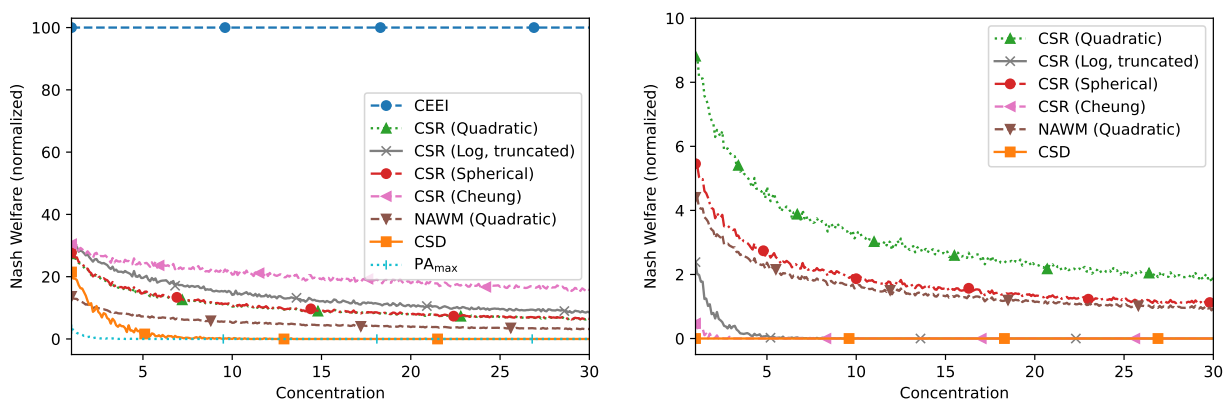 100
80
60
40
20
0
Nash Welfare (normalized)
CEEI
CSR (Quadratic)
CSR (Log, truncated)
CSR (Spherical)
CSR (Cheung)
NAWM (Quadratic)
CSD
PAmax
5
10
15
20
25
30
Concentration
10
8
6
4
2
0
Nash Welfare (normalized)
CSR (Quadratic)
CSR (Log, truncated)
CSR (Spherical)
CSR (Cheung)
NAWM (Quadratic)
CSD
5
10
15
20
25
30
Concentration